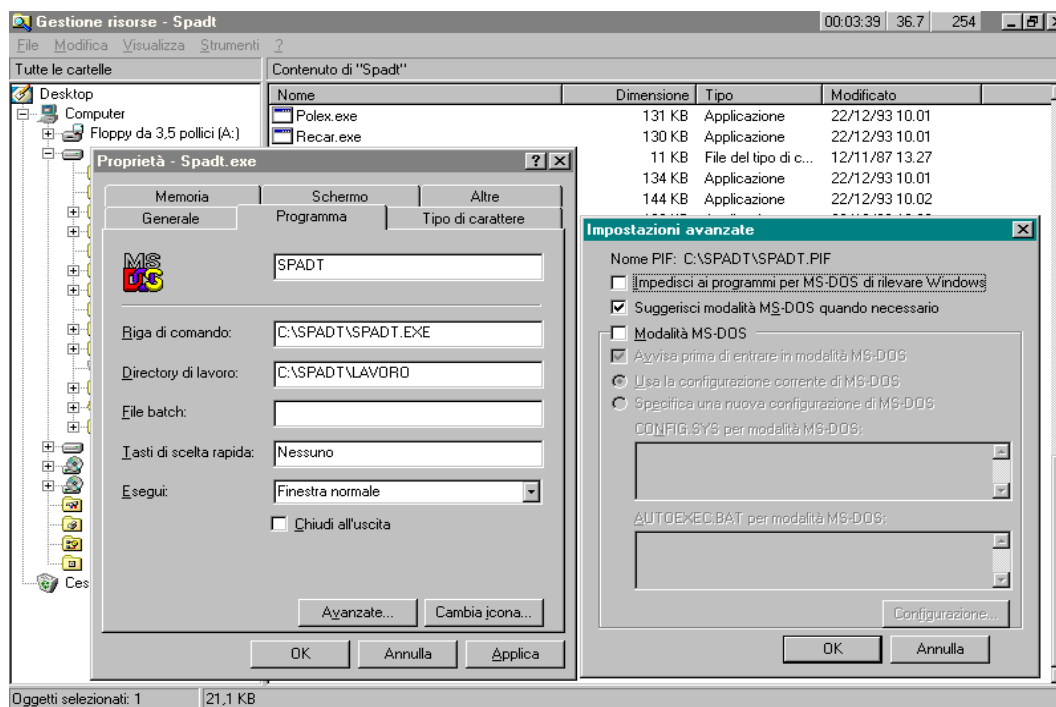 Gestione risorse - Spadt
00:03:39 36.7 254
File Modifica Visualizza Strumenti ?
Tutte le cartelle
Contenuto di "Spadt"
Desktop
Computer
Floppy da 3,5 pollici (A:)
Ces
Nome Dimensione Tipo Modificato
Polex.exe 131 KB Applicazione 22/12/93 10.01
Recar.exe 130 KB Applicazione 22/12/93 10.01
11 KB File del tipo di c... 12/11/87 13.27
134 KB Applicazione 22/12/93 10.01
144 KB Applicazione 22/12/93 10.02
Proprietà - Spadt.exe
Memoria Schermo Altre
Generale Programma Tipo di carattere
MS DOS
SPADT
Riga di comando: C:\SPADT\SPADT.EXE
Directory di lavoro: C:\SPADT\LAVORO
File batch:
Tasti di scelta rapida: Nessuno
Esegui: Finestra normale
Chiudi all'uscita
Avanzate... Cambia icona...
OK Annulla Applica
Impostazioni avanzate
Nome PIF: C:\SPADT\SPADT.PIF
Impedisci ai programmi per MS-DOS di rilevare Windows
Suggerisci modalità MS-DOS quando necessario
Modalità MS-DOS
Avvisa prima di entrare in modalità MS-DOS
Usa la configurazione corrente di MS-DOS
Specifica una nuova configurazione di MS-DOS
CONFIG.SYS per modalità MS-DOS:
AUTOEXEC.BAT per modalità MS-DOS:
Configurazione...
OK Annulla
Oggetti selezionati: 1 21,1 KB